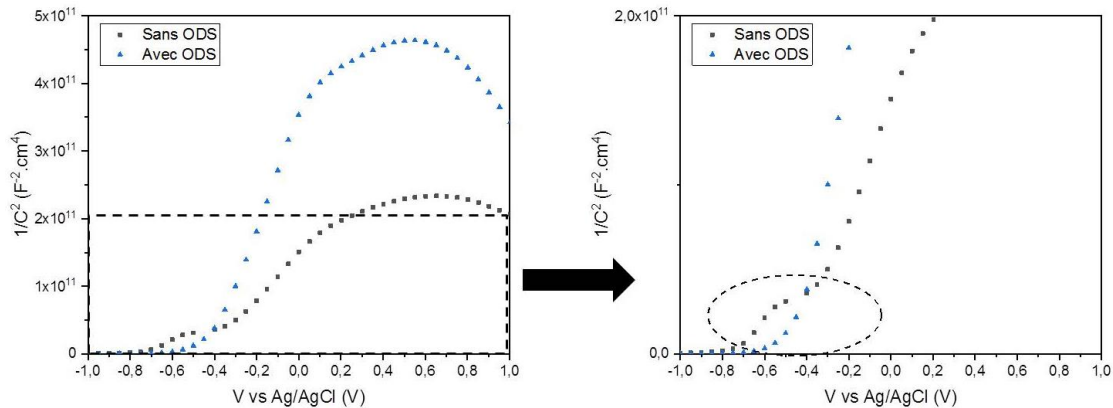 Sans ODS
Avec ODS
5x10¹¹
4x10¹¹
3x10¹¹
2x10¹¹
1x10¹¹
0
1/C² (F⁻².cm⁴)
-1,0 -0,8 -0,6 -0,4 -0,2 0,0 0,2 0,4 0,6 0,8 1,0
V vs Ag/AgCl (V)
Sans ODS
Avec ODS
2,0x10¹¹
0,0
1/C² (F⁻².cm⁴)
-1,0 -0,8 -0,6 -0,4 -0,2 0,0 0,2 0,4 0,6 0,8 1,0
V vs Ag/AgCl (V)